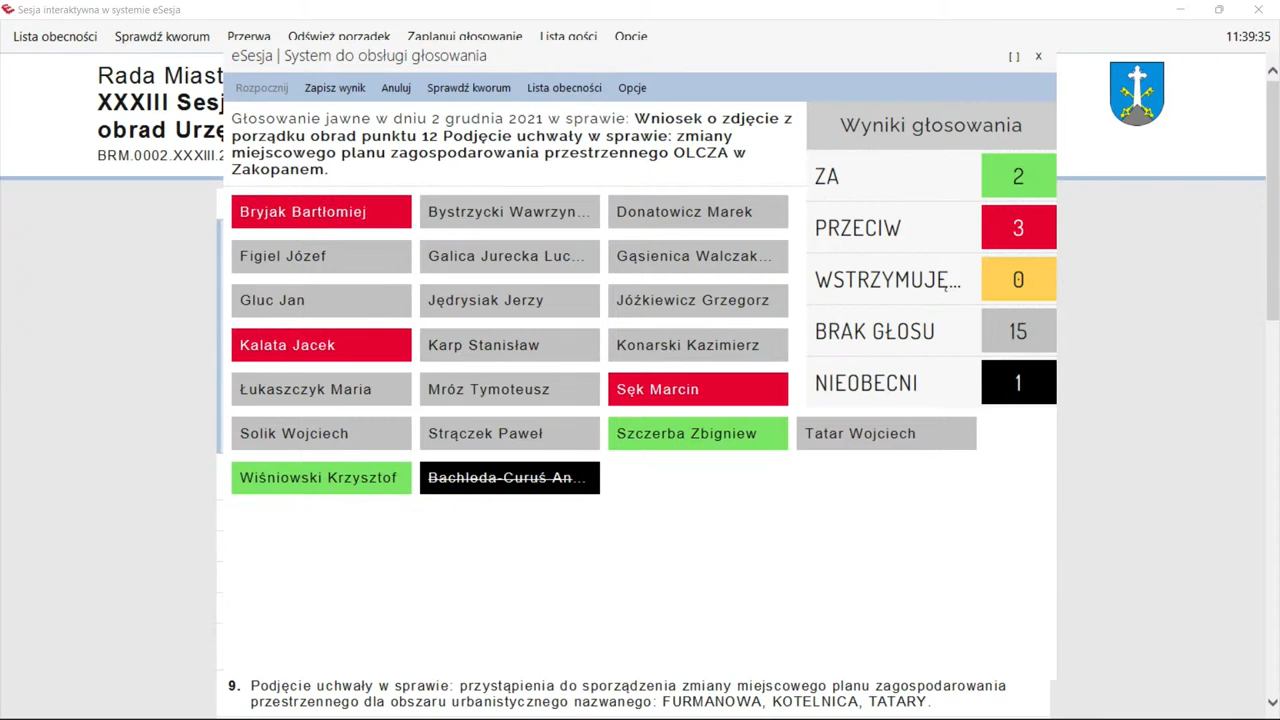 Sesja interaktywna w systemie eSesja
Lista obecności Sprawdź kworum Przerwa Odśwież porządek Zaplanuj głosowanie Lista gości Opcje 11:39:35
eSesja | System do obsługi głosowania [ ] x
Rada Miast
XXXIII Sesj
obrad Urzę
BRM.0002.XXXIII.2
Rozpocznij Zapisz wynik Anuluj Sprawdź kworum Lista obecności Opcje
Głosowanie jawne w dniu 2 grudnia 2021 w sprawie: Wniosek o zdjęcie z
porządku obrad punktu 12 Podjęcie uchwały w sprawie: zmiany
miejscowego planu zagospodarowania przestrzennego OLCZA w
Zakopanem.
Wyniki głosowania
ZA 2
PRZECIW 3
WSTRZYMUJĘ... 0
BRAK GŁOSU 15
NIEOBECNI 1
Bryjak Bartłomiej Bystrzycki Wawrzyn... Donatowicz Marek
Figiel Józef Galica Jurecka Luc... Gąsienica Walczak...
Gluc Jan Jędrysiak Jerzy Jóźkiewicz Grzegorz
Kalata Jacek Karp Stanisław Konarski Kazimierz
Łukaszczyk Maria Mróz Tymoteusz Sęk Marcin
Solik Wojciech Strączek Paweł Szczerba Zbigniew Tatar Wojciech
Wiśniowski Krzysztof Bachleda-Curuś An...
9. Podjęcie uchwały w sprawie: przystąpienia do sporządzenia zmiany miejscowego planu zagospodarowania
przestrzennego dla obszaru urbanistycznego nazwanego: FURMANOWA, KOTELNICA, TATARY.